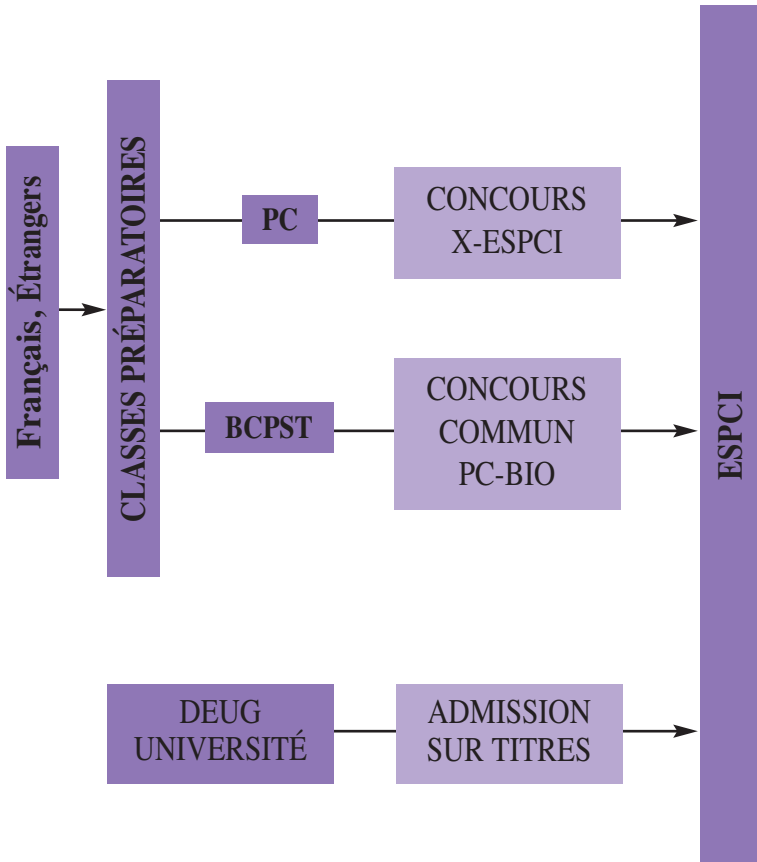 Français, Étrangers
CLASSES PRÉPARATOIRES
PC
CONCOURS
X-ESPCI
BCPST
CONCOURS
COMMUN
PC-BIO
DEUG
UNIVERSITÉ
ADMISSION
SUR TITRES
ESPCI